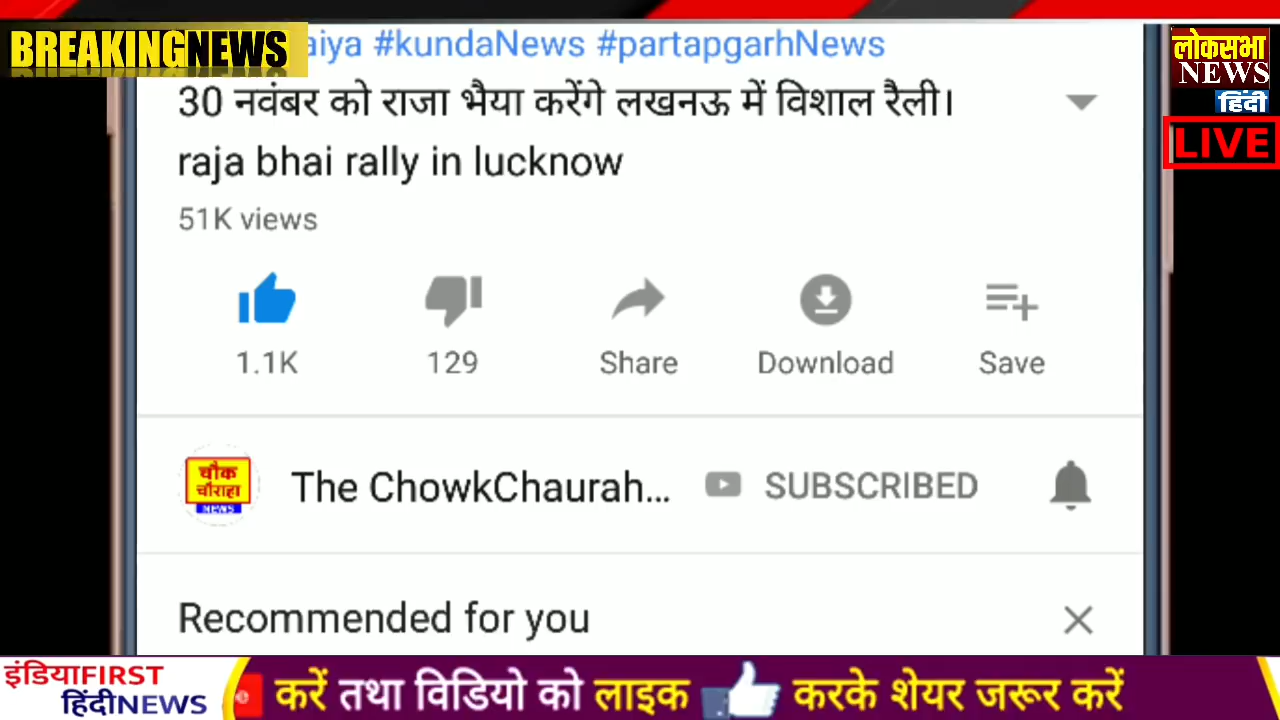 BREAKINGNEWS
aiya #kundaNews #partapgarhNews
लोकसभा
NEWS
हिंदी
LIVE
30 नवंबर को राजा भैया करेंगे लखनऊ में विशाल रैली।
raja bhai rally in lucknow
51K views
1.1K 129 Share Download Save
चौक
चौराहा
NEWS
The ChowkChaurah... SUBSCRIBED
Recommended for you
इंडियाFIRST
हिंदीNEWS
e करें तथा विडियो को लाइक करके शेयर जरूर करें